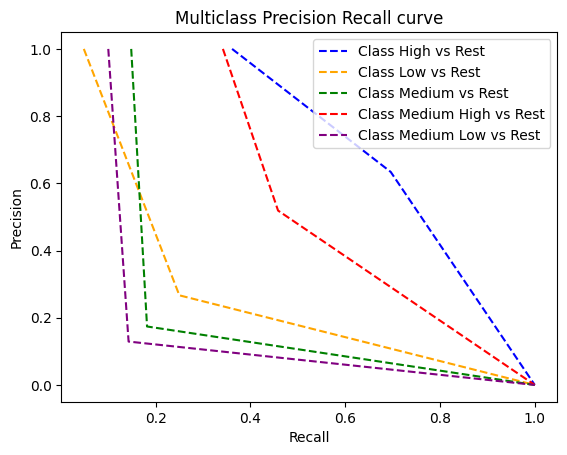 Multiclass Precision Recall curve
Class High vs Rest
Class Low vs Rest
Class Medium vs Rest
Class Medium High vs Rest
Class Medium Low vs Rest
Precision
1.0
0.8
0.6
0.4
0.2
0.0
0.2 0.4 0.6 0.8 1.0
Recall